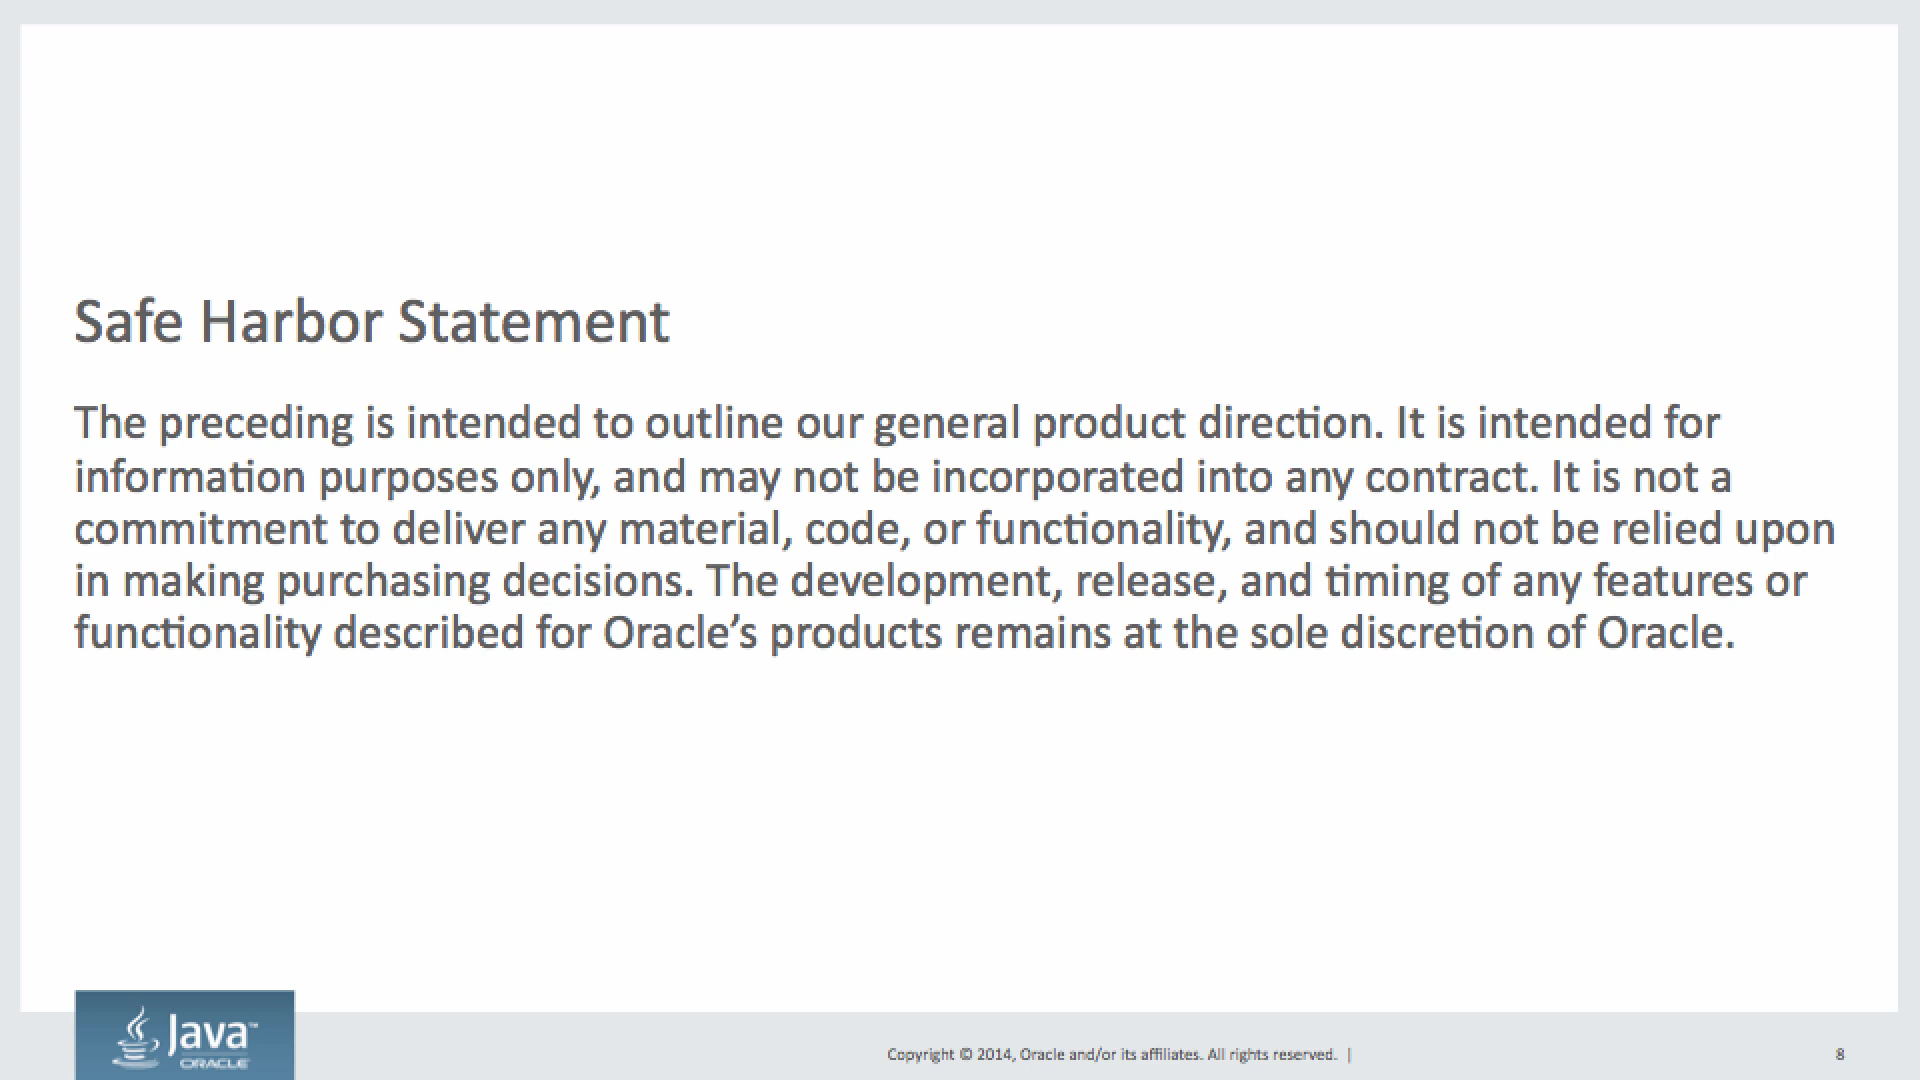 Safe Harbor Statement
The preceding is intended to outline our general product direction. It is intended for
information purposes only, and may not be incorporated into any contract. It is not a
commitment to deliver any material, code, or functionality, and should not be relied upon
in making purchasing decisions. The development, release, and timing of any features or
functionality described for Oracle’s products remains at the sole discretion of Oracle.
Java™
ORACLE
Copyright © 2014, Oracle and/or its affiliates. All rights reserved. |
8